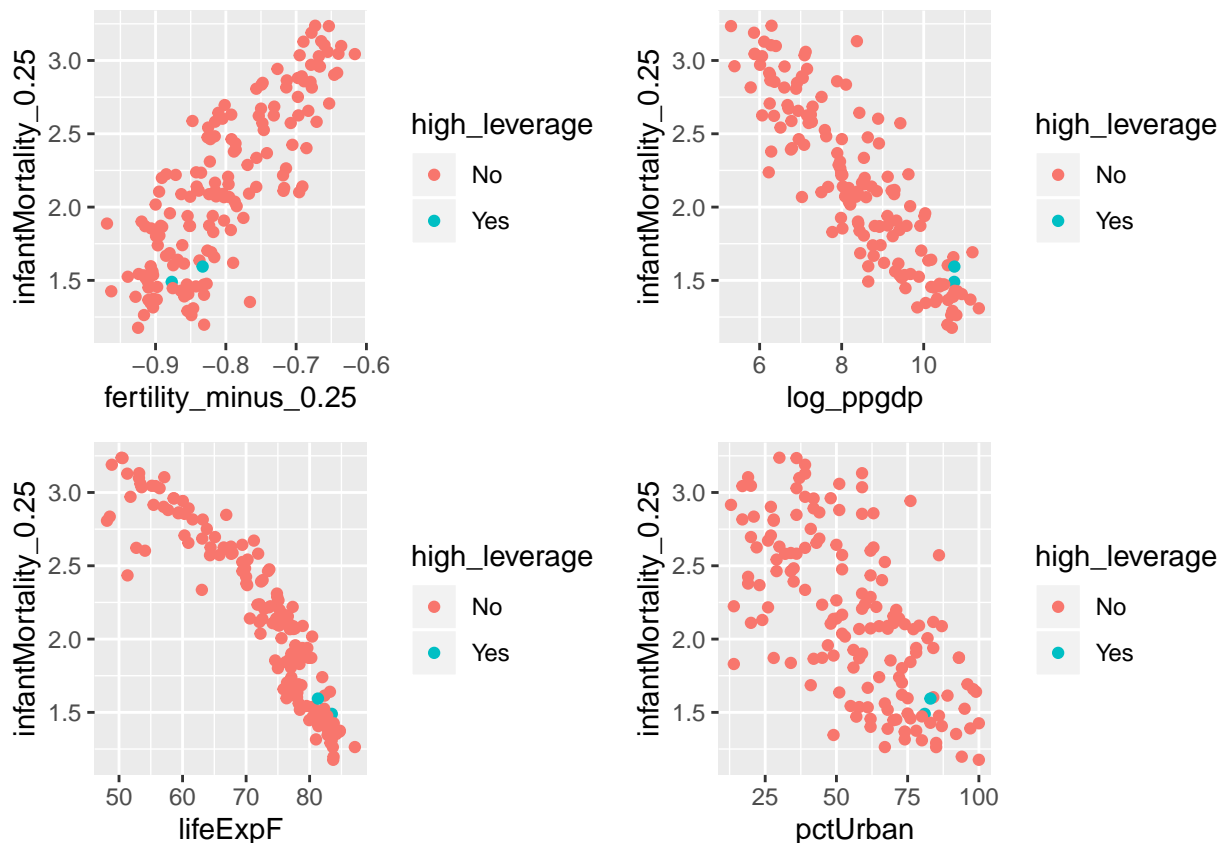 infantMortality_0.25
3.0
2.5
2.0
1.5
−0.9 −0.8 −0.7 −0.6
fertility_minus_0.25
high_leverage
No
Yes
infantMortality_0.25
3.0
2.5
2.0
1.5
6 8 10
log_ppgdp
high_leverage
No
Yes
infantMortality_0.25
3.0
2.5
2.0
1.5
50 60 70 80
lifeExpF
high_leverage
No
Yes
infantMortality_0.25
3.0
2.5
2.0
1.5
25 50 75 100
pctUrban
high_leverage
No
Yes